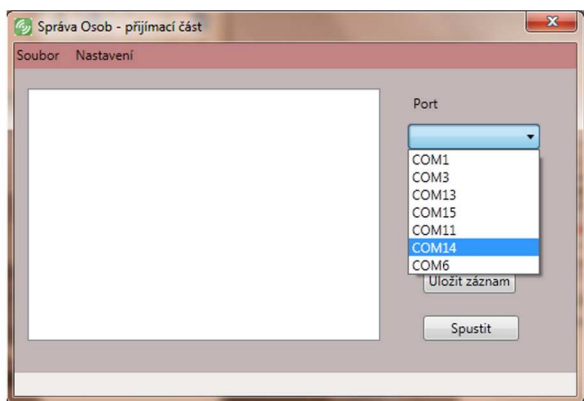 Správa Osob - přijímací část
Soubor Nastavení
Port
COM1
COM3
COM13
COM15
COM11
COM14
COM6
Uložit záznam
Spustit